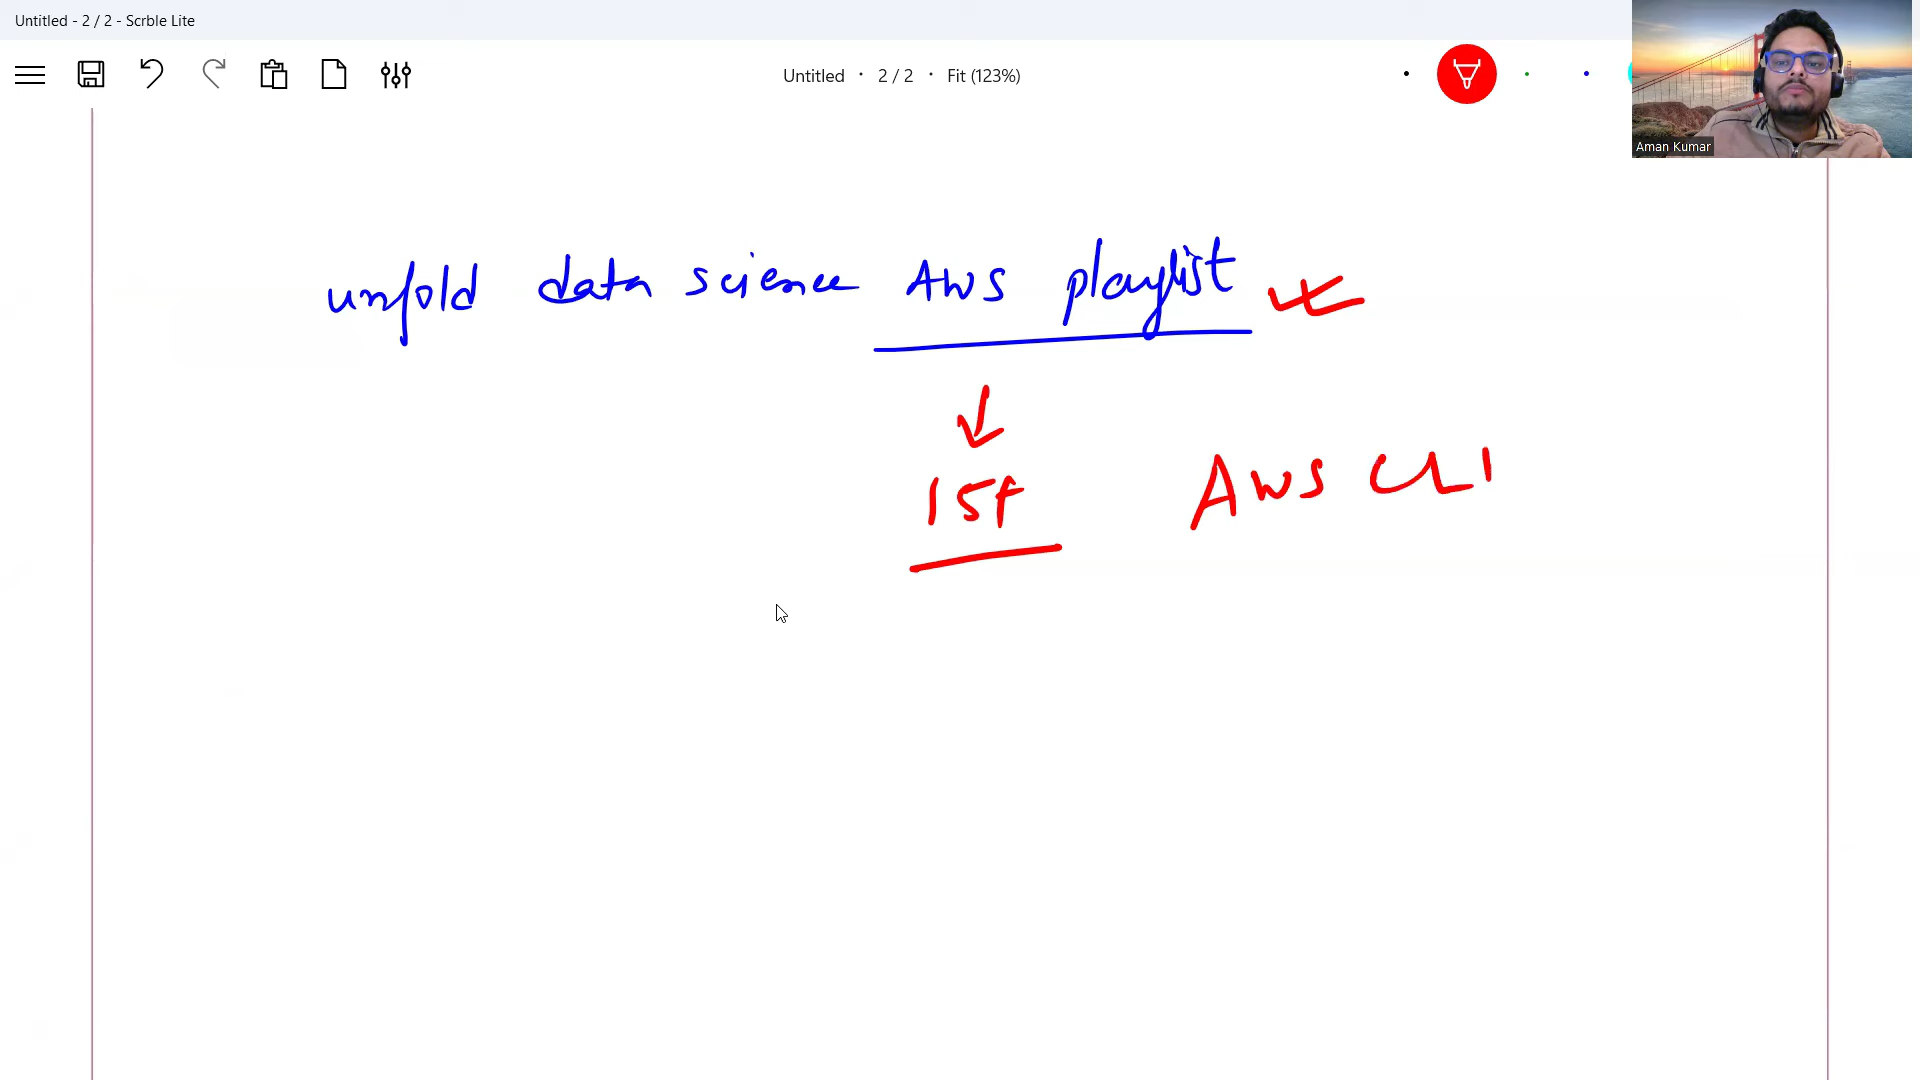 Untitled - 2 / 2 - Scrble Lite
Untitled • 2 / 2 • Fit (123%)
Aman Kumar
unfold data science AWS playlist
15+
AWS CLI